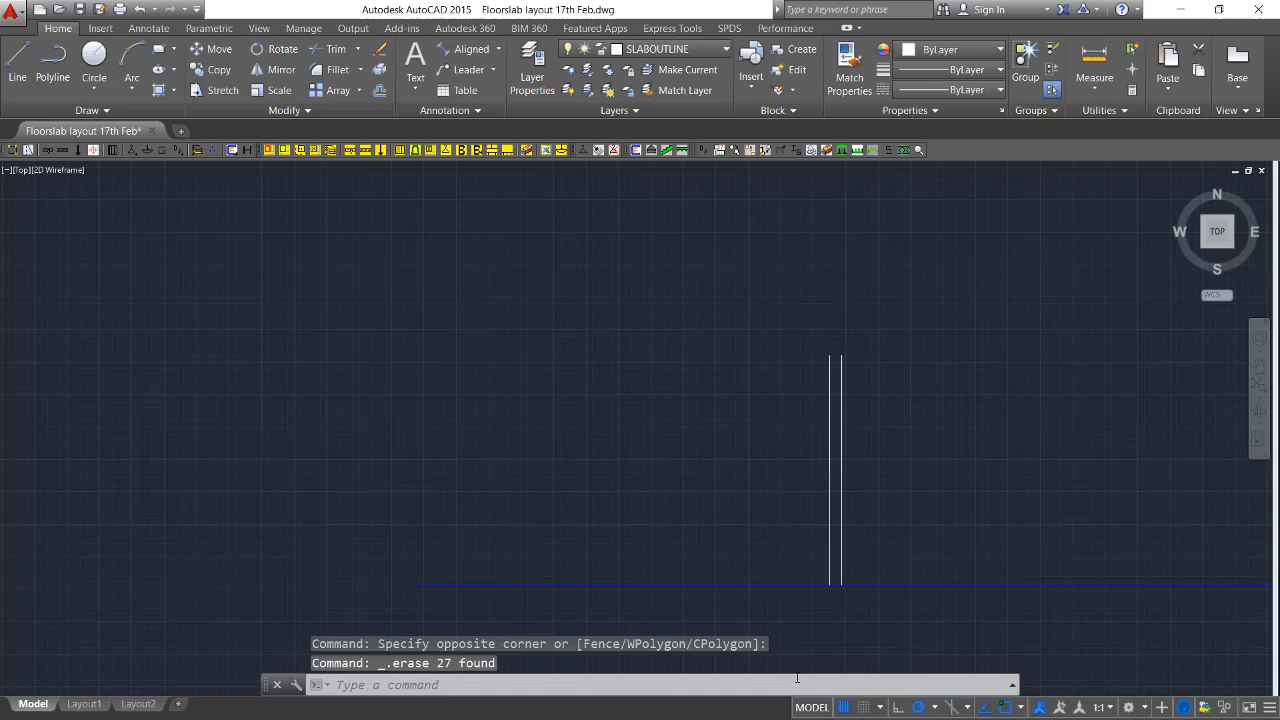 Autodesk AutoCAD 2015 Floorslab layout 17th Feb.dwg
Type a keyword or phrase
Sign In
Home Insert Annotate Parametric View Manage Output Add-ins Autodesk 360 BIM 360 Featured Apps Express Tools SPDS Performance
Move Rotate Trim Aligned SLABOUTLINE Create ByLayer
Line Polyline Circle Arc Copy Mirror Fillet Text Leader Layer Properties Make Current Insert Edit Match Properties ByLayer Group Measure Paste Base
Stretch Scale Array Table Match Layer ByLayer
Draw Modify Annotation Layers Block Properties Groups Utilities Clipboard View
Floorslab layout 17th Feb*
[−][Top][2D Wireframe]
N
W TOP E
S
WCS
Command: Specify opposite corner or [Fence/WPolygon/CPolygon]:
Command: _.erase 27 found
Type a command
Model Layout1 Layout2 MODEL 1:1